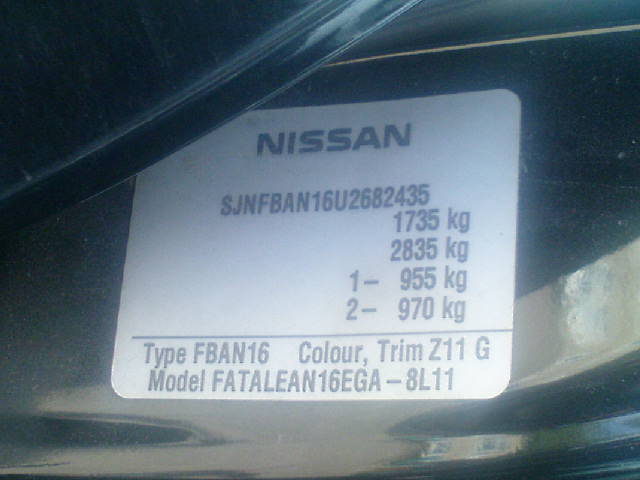 NISSAN
SJNFBAN16U2682435
1735 kg
2835 kg
1- 955 kg
2- 970 kg
Type FBAN16 Colour, Trim Z11 G
Model FATALEAN16EGA-8L11